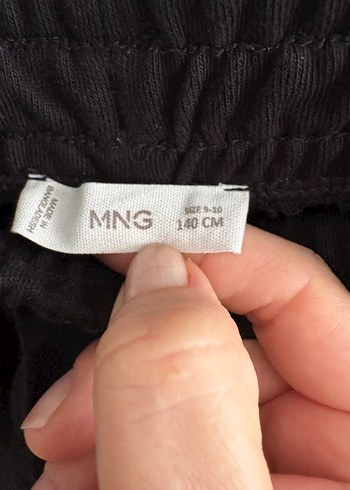 MADE IN
BANGLADESH
MNG
SIZE 9-10
140 CM